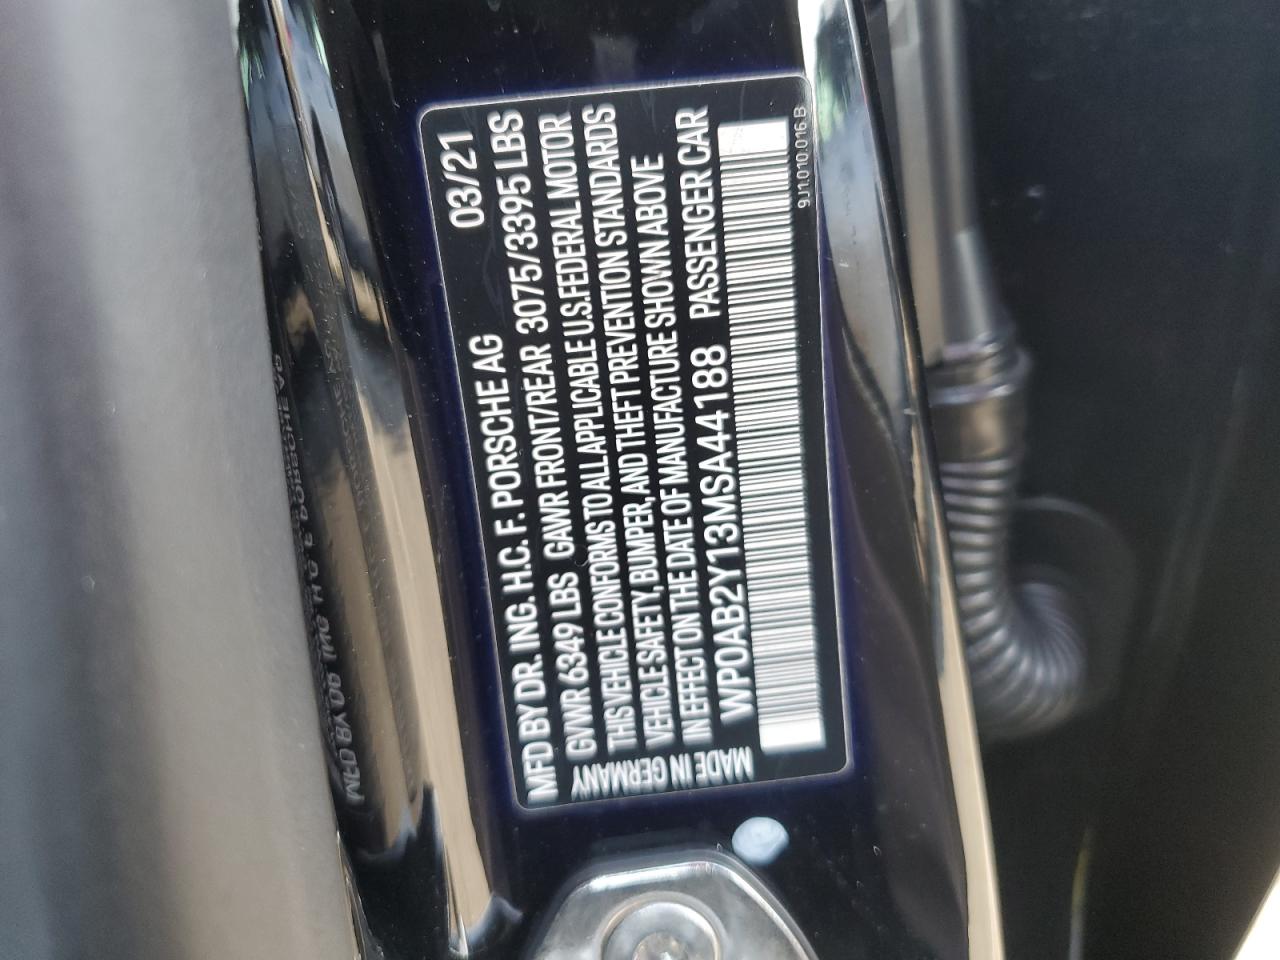 MFD BY DR. ING. H.C. F. PORSCHE AG 03/21
GVWR 6349 LBS GAWR FRONT/REAR 3075/3395 LBS
THIS VEHICLE CONFORMS TO ALL APPLICABLE U.S. FEDERAL MOTOR
VEHICLE SAFETY, BUMPER, AND THEFT PREVENTION STANDARDS
IN EFFECT ON THE DATE OF MANUFACTURE SHOWN ABOVE
WP0AB2Y13MSA44188 PASSENGER CAR
MADE IN GERMANY
9J1.010.016.B